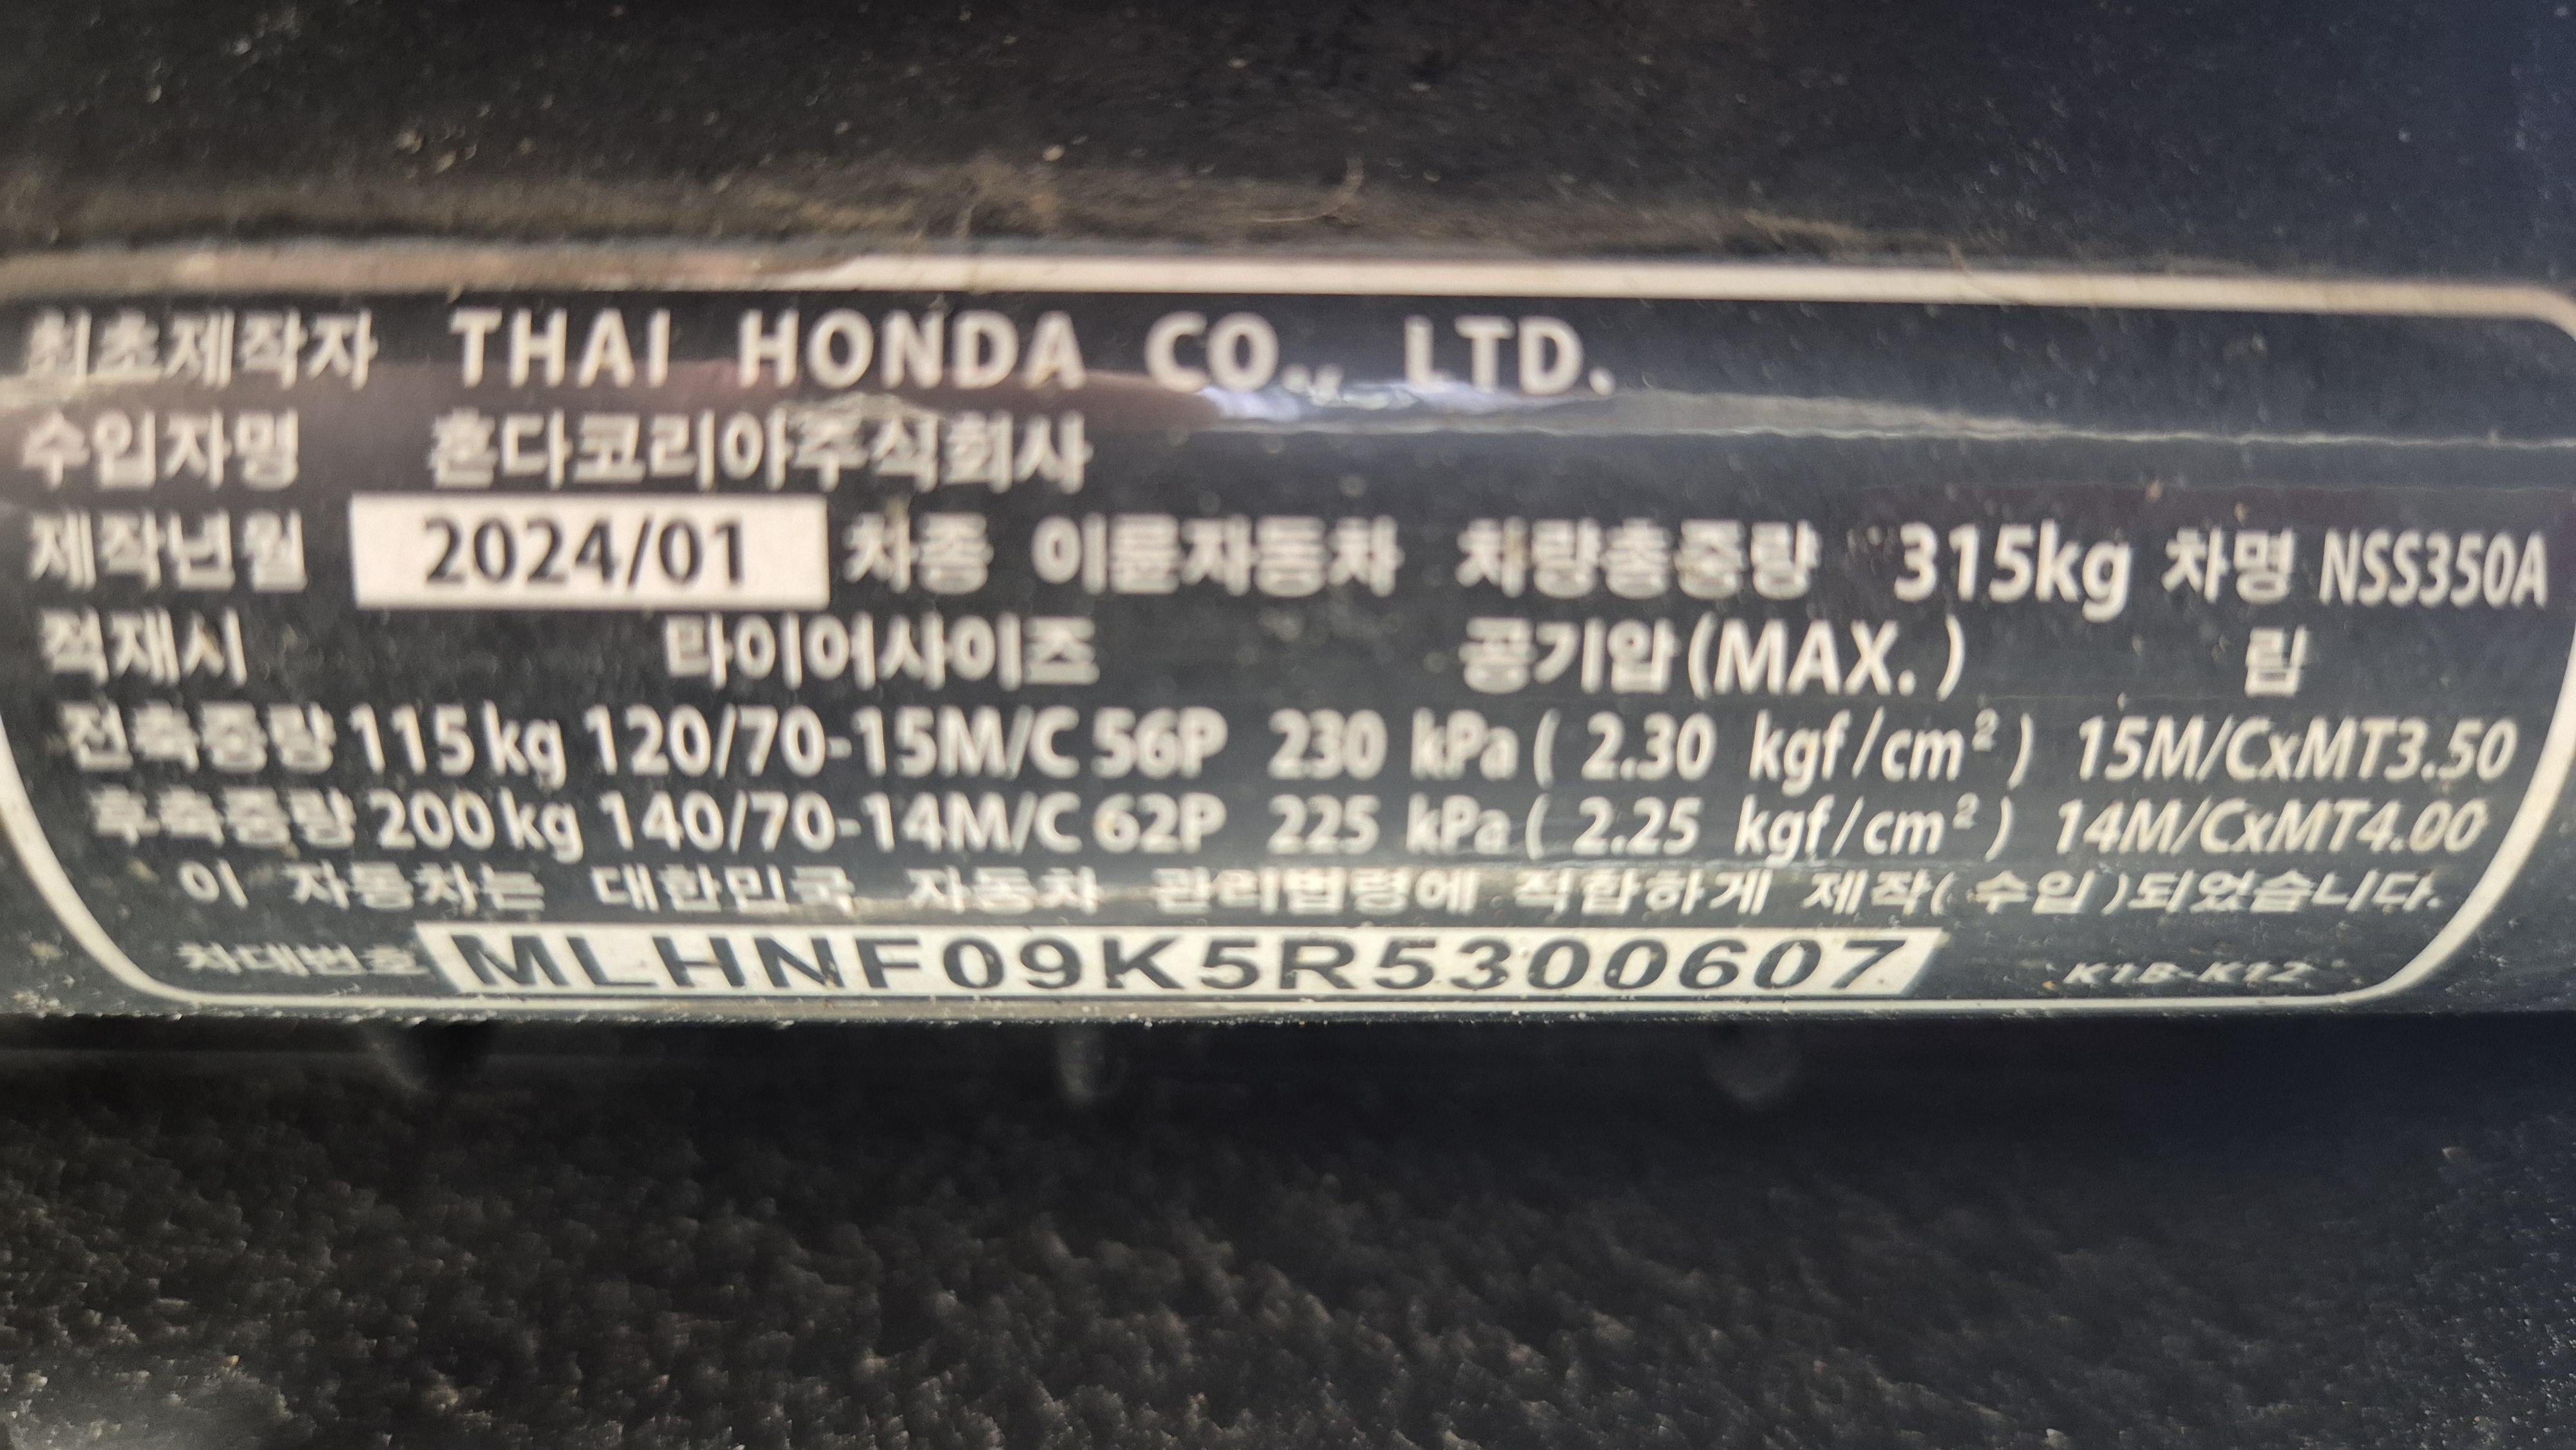 최초제작자 THAI HONDA CO., LTD.
수입자명 혼다코리아주식회사
제작년월 2024/01 차종 이륜자동차 차량총중량 315kg 차명 NSS350A
적재시 타이어사이즈 공기압(MAX.) 림
전축중량 115kg 120/70-15M/C 56P 230 kPa ( 2.30 kgf/cm² ) 15M/CxMT3.50
후축중량 200kg 140/70-14M/C 62P 225 kPa ( 2.25 kgf/cm² ) 14M/CxMT4.00
이 자동차는 대한민국 자동차 관리법령에 적합하게 제작( 수입 )되었습니다.
차대번호 MLHNF09K5R5300607